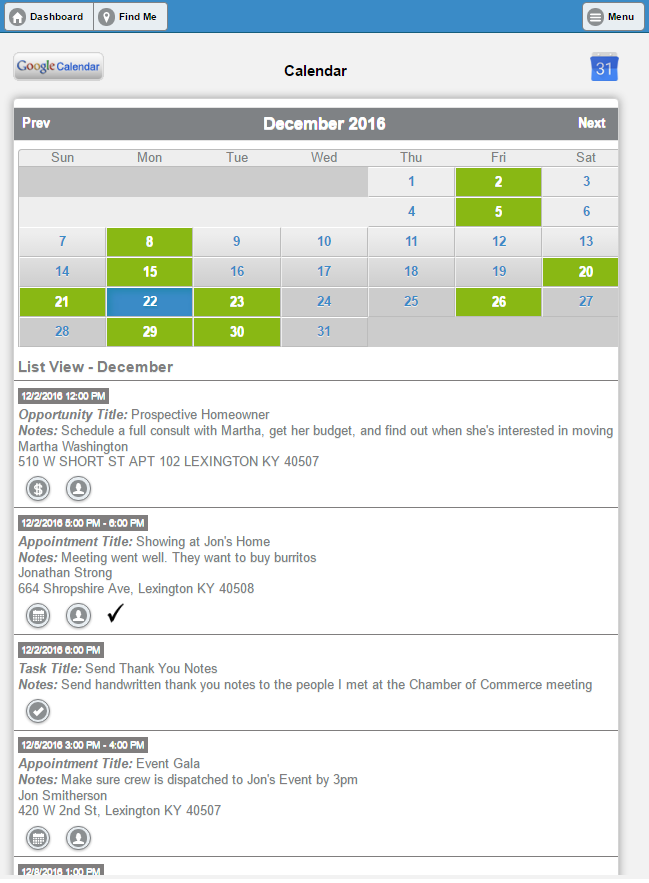 Dashboard Find Me Menu
Google Calendar Calendar 31
Prev December 2016 Next
Sun Mon Tue Wed Thu Fri Sat
1 2 3
4 5 6
7 8 9 10 11 12 13
14 15 16 17 18 19 20
21 22 23 24 25 26 27
28 29 30 31
List View - December
12/2/2016 12:00 PM
Opportunity Title: Prospective Homeowner
Notes: Schedule a full consult with Martha, get her budget, and find out when she's interested in moving
Martha Washington
510 W SHORT ST APT 102 LEXINGTON KY 40507
$
12/2/2016 5:00 PM - 6:00 PM
Appointment Title: Showing at Jon's Home
Notes: Meeting went well. They want to buy burritos
Jonathan Strong
664 Shropshire Ave, Lexington KY 40508
12/2/2016 6:00 PM
Task Title: Send Thank You Notes
Notes: Send handwritten thank you notes to the people I met at the Chamber of Commerce meeting
12/5/2016 3:00 PM - 4:00 PM
Appointment Title: Event Gala
Notes: Make sure crew is dispatched to Jon's Event by 3pm
Jon Smitherson
420 W 2nd St, Lexington KY 40507
12/8/2016 1:00 PM